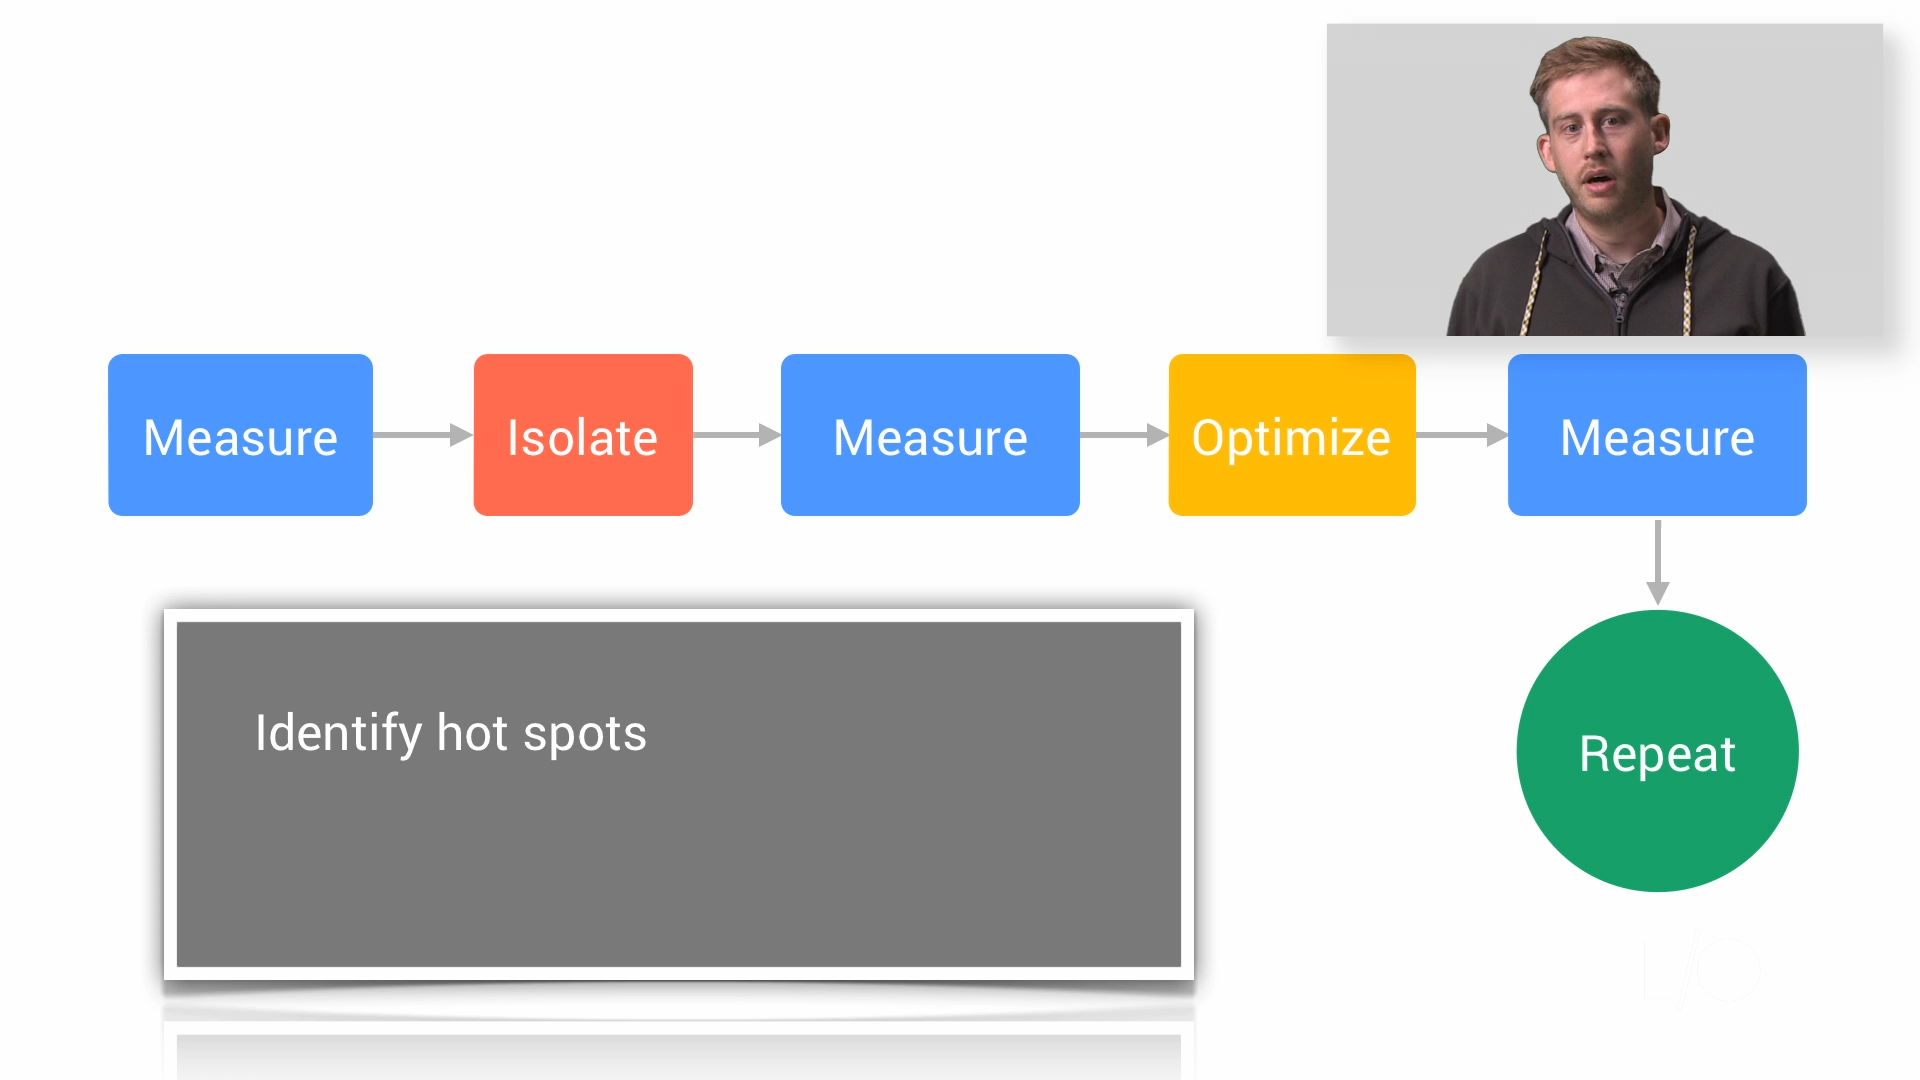 Measure
Isolate
Measure
Optimize
Measure
Identify hot spots
Repeat